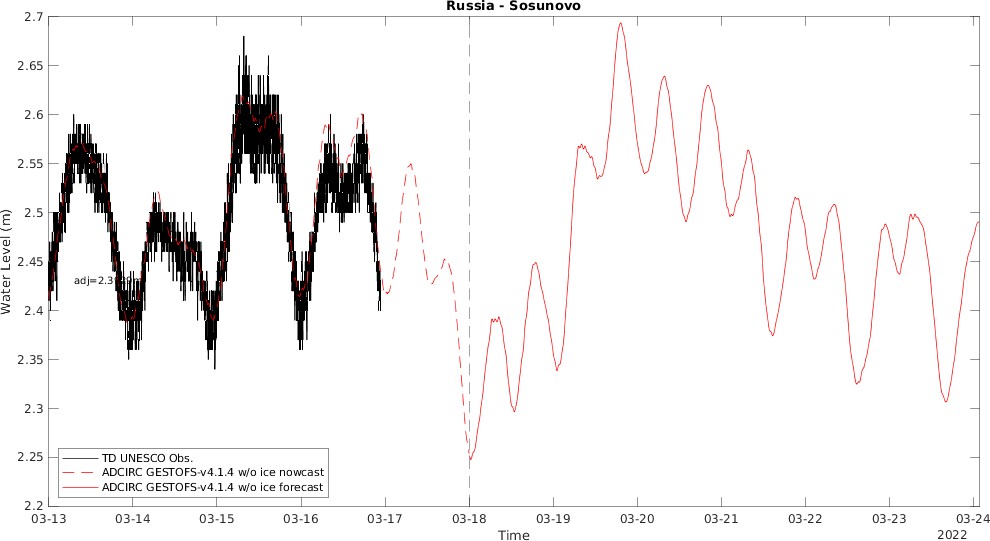 Russia - Sosunovo
2.7
2.65
2.6
2.55
2.5
2.45
2.4
2.35
2.3
2.25
2.2
Water Level (m)
TD UNESCO Obs.
ADCIRC GESTOFS-v4.1.4 w/o ice nowcast
ADCIRC GESTOFS-v4.1.4 w/o ice forecast
03-13 03-14 03-15 03-16 03-17 03-18 03-19 03-20 03-21 03-22 03-23 03-24
Time
2022